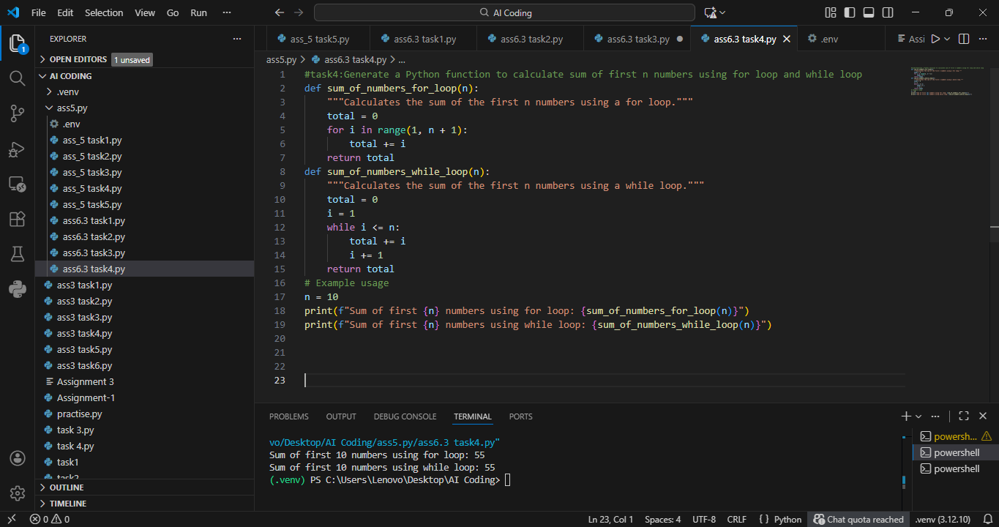 File Edit Selection View Go Run ··· AI Coding
EXPLORER ···
OPEN EDITORS 1 unsaved
AI CODING
.venv
ass5.py
.env
ass_5 task1.py
ass_5 task2.py
ass_5 task3.py
ass_5 task4.py
ass_5 task5.py
ass6.3 task1.py
ass6.3 task2.py
ass6.3 task3.py
ass6.3 task4.py
ass3 task1.py
ass3 task2.py
ass3 task3.py
ass3 task4.py
ass3 task5.py
ass3 task6.py
Assignment 3
Assignment-1
practise.py
task 3.py
task 4.py
task1
task2
OUTLINE
TIMELINE
ass_5 task5.py ass6.3 task1.py ass6.3 task2.py ass6.3 task3.py ass6.3 task4.py .env Assi ···
ass5.py > ass6.3 task4.py > ...
1 #task4:Generate a Python function to calculate sum of first n numbers using for loop and while loop
2 def sum_of_numbers_for_loop(n):
3     """Calculates the sum of the first n numbers using a for loop."""
4     total = 0
5     for i in range(1, n + 1):
6         total += i
7     return total
8 def sum_of_numbers_while_loop(n):
9     """Calculates the sum of the first n numbers using a while loop."""
10     total = 0
11     i = 1
12     while i <= n:
13         total += i
14         i += 1
15     return total
16 # Example usage
17 n = 10
18 print(f"Sum of first {n} numbers using for loop: {sum_of_numbers_for_loop(n)}")
19 print(f"Sum of first {n} numbers using while loop: {sum_of_numbers_while_loop(n)}")
20
21
22
23
PROBLEMS OUTPUT DEBUG CONSOLE TERMINAL PORTS
vo/Desktop/AI Coding/ass5.py/ass6.3 task4.py"
Sum of first 10 numbers using for loop: 55
Sum of first 10 numbers using while loop: 55
(.venv) PS C:\Users\Lenovo\Desktop\AI Coding>
powersh...
powershell
powershell
0 0 Ln 23, Col 1 Spaces: 4 UTF-8 CRLF { } Python Chat quota reached .venv (3.12.10)
1